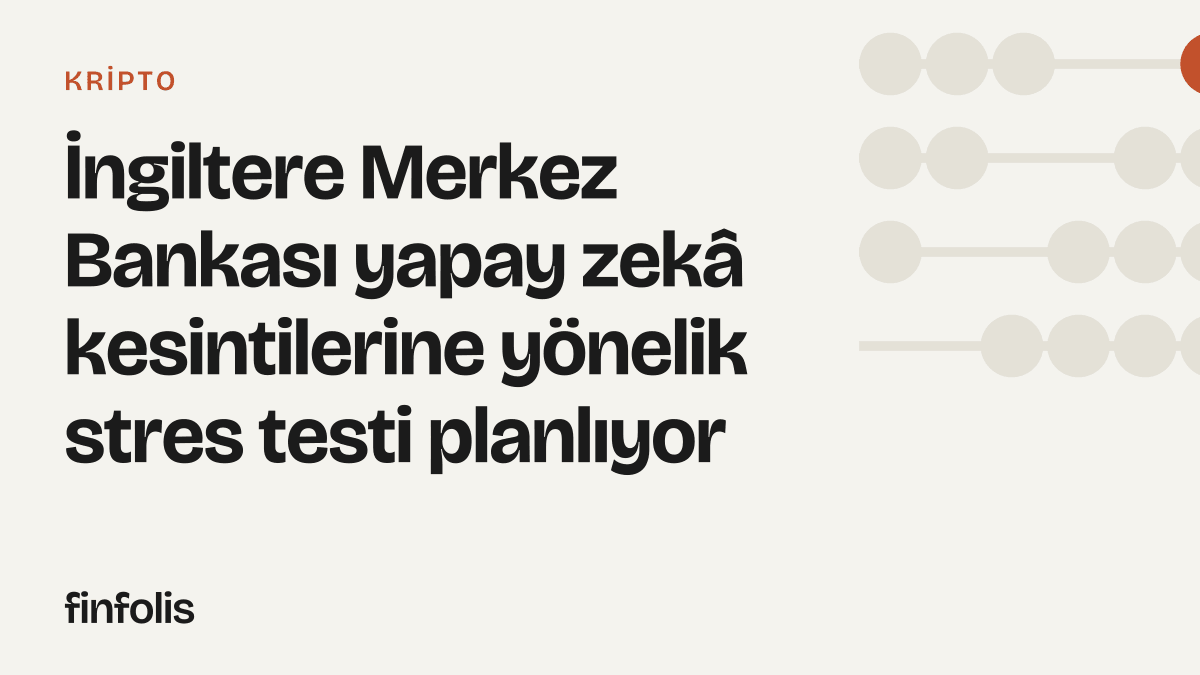 KRİPTO
İngiltere Merkez
Bankası yapay zekâ
kesintilerine yönelik
stres testi planlıyor
finfolis